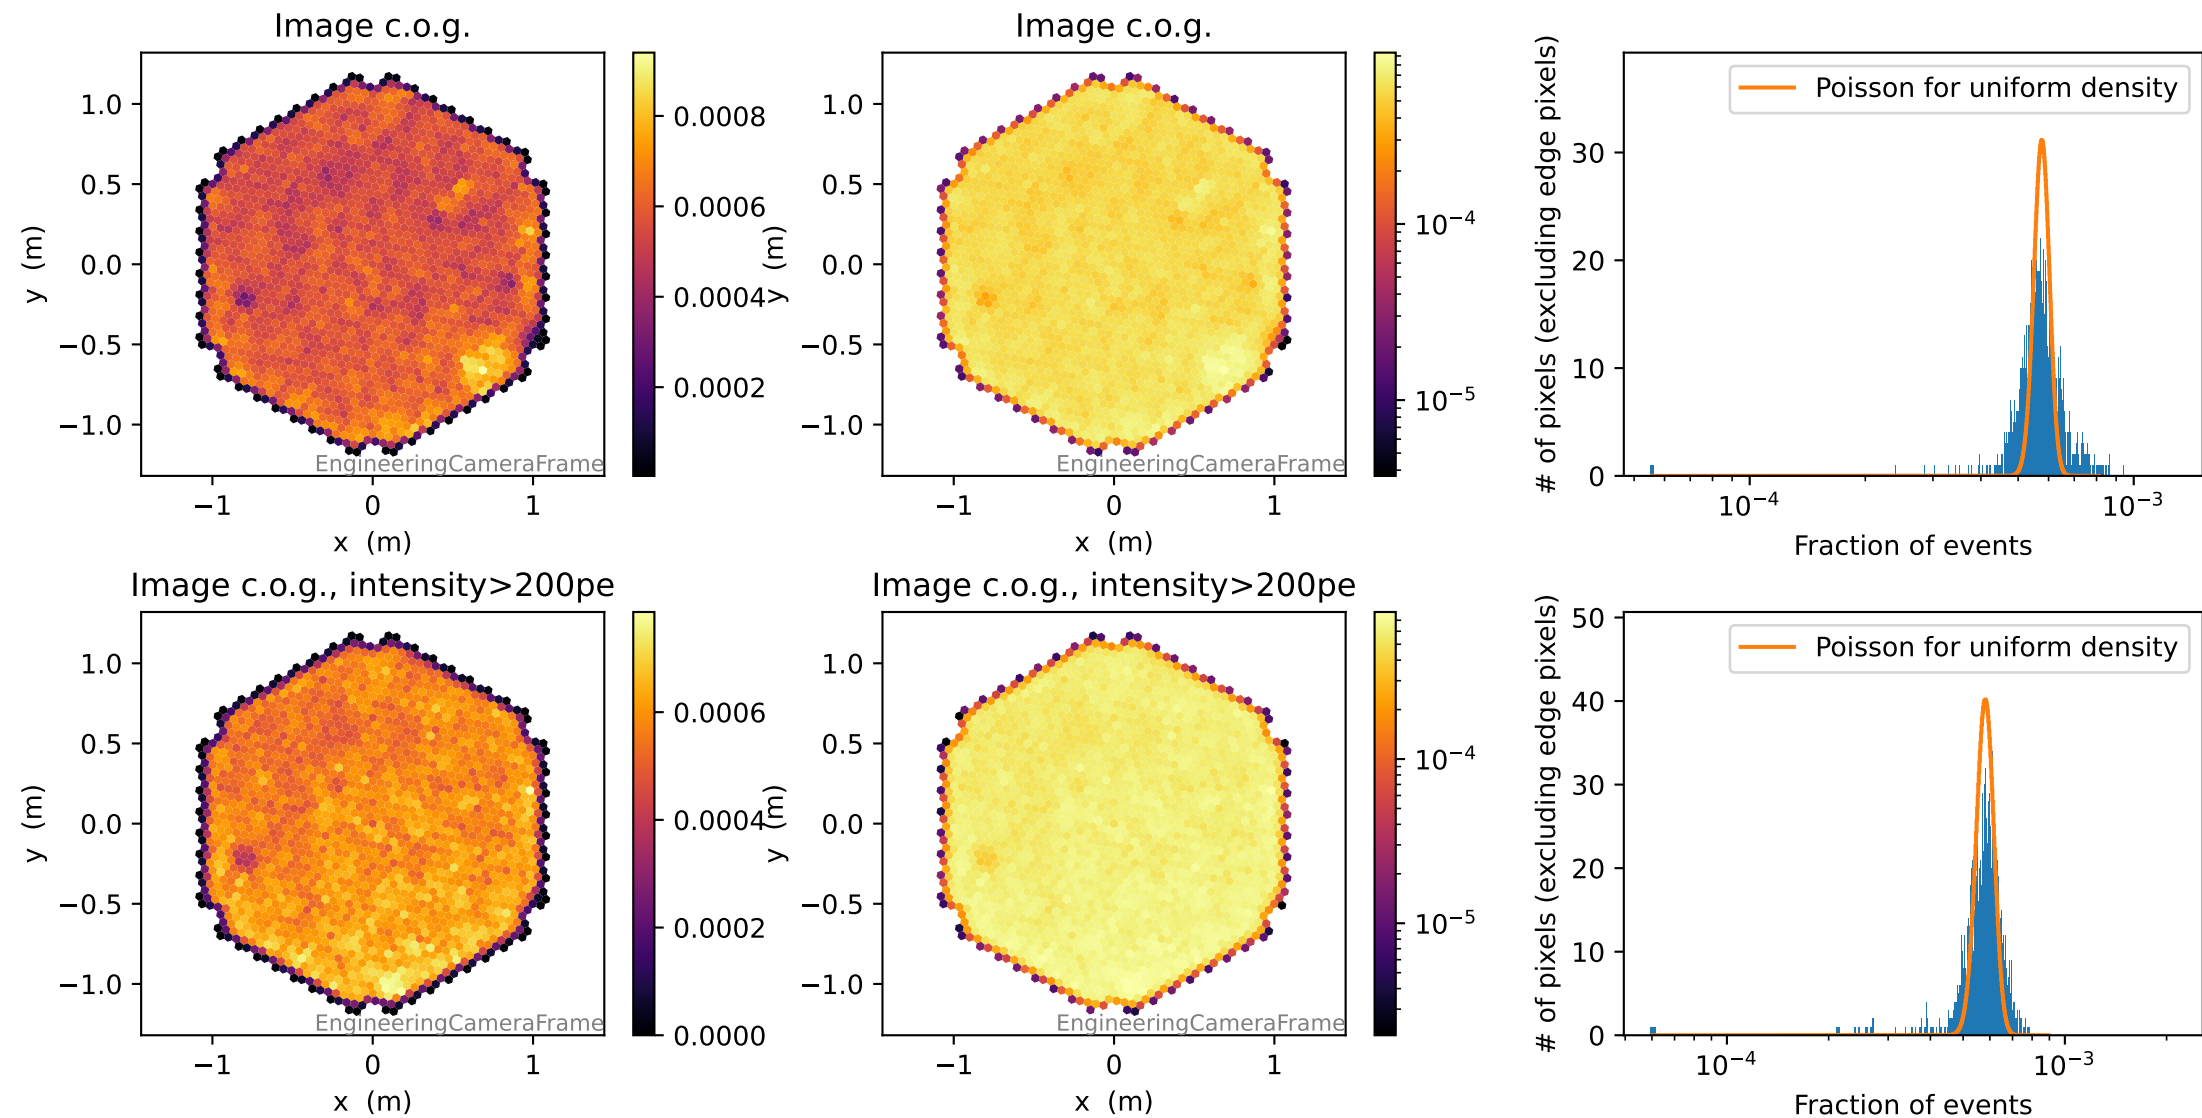 Image c.o.g.
y (m)
1.0
0.5
0.0
−0.5
−1.0
−1
0
1
x (m)
EngineeringCameraFrame
0.0008
0.0006
0.0004
0.0002
Image c.o.g.
y (m)
1.0
0.5
0.0
−0.5
−1.0
−1
0
1
x (m)
EngineeringCameraFrame
10⁻⁴
10⁻⁵
# of pixels (excluding edge pixels)
30
20
10
0
Poisson for uniform density
10⁻⁴
10⁻³
Fraction of events
Image c.o.g., intensity>200pe
y (m)
1.0
0.5
0.0
−0.5
−1.0
−1
0
1
x (m)
EngineeringCameraFrame
0.0006
0.0004
0.0002
0.0000
Image c.o.g., intensity>200pe
y (m)
1.0
0.5
0.0
−0.5
−1.0
−1
0
1
x (m)
EngineeringCameraFrame
10⁻⁴
10⁻⁵
# of pixels (excluding edge pixels)
50
40
30
20
10
0
Poisson for uniform density
10⁻⁴
10⁻³
Fraction of events